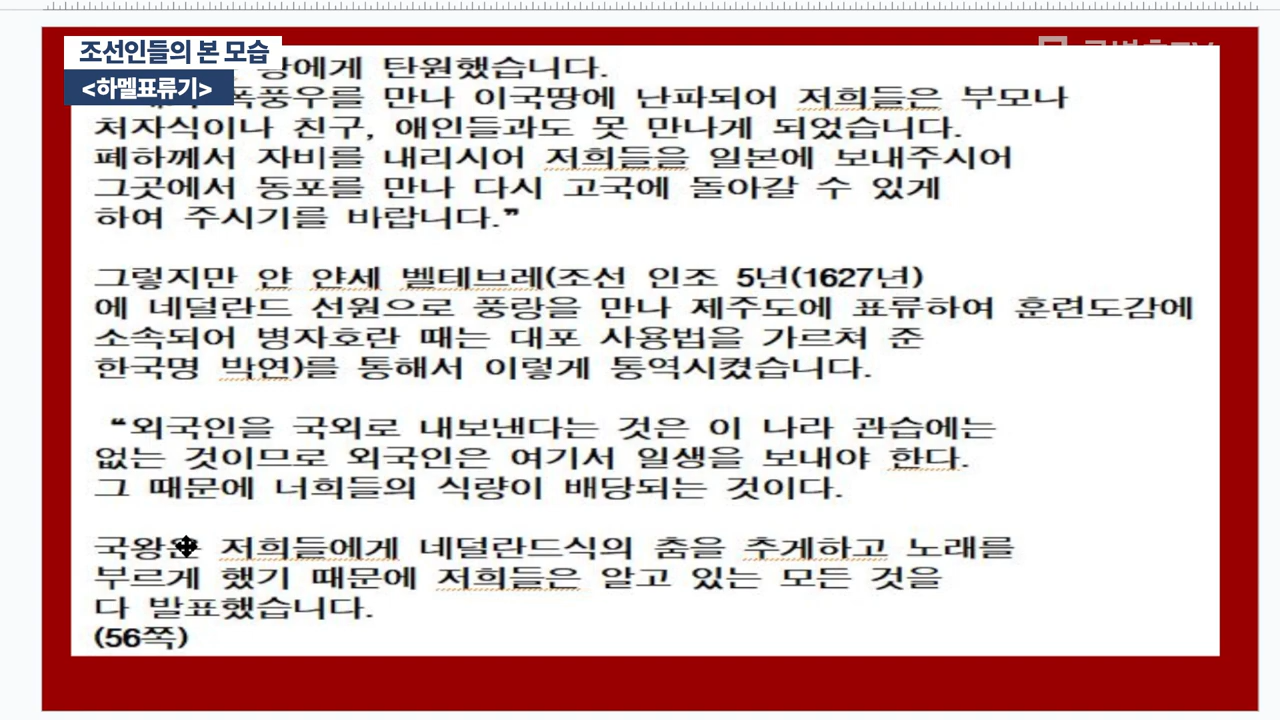 조선인들의 본 모습
<하멜표류기>
탄원했습니다.
폭풍우를 만나 이국땅에 난파되어 저희들은 부모나
처자식이나 친구, 애인들과도 못 만나게 되었습니다.
폐하께서 자비를 내리시어 저희들을 일본에 보내주시어
그곳에서 동포를 만나 다시 고국에 돌아갈 수 있게
하여 주시기를 바랍니다.”

그렇지만 얀 얀세 벨테브레(조선 인조 5년(1627년)
에 네덜란드 선원으로 풍랑을 만나 제주도에 표류하여 훈련도감에
소속되어 병자호란 때는 대포 사용법을 가르쳐 준
한국명 박연)를 통해서 이렇게 통역시켰습니다.

“외국인을 국외로 내보낸다는 것은 이 나라 관습에는
없는 것이므로 외국인은 여기서 일생을 보내야 한다.
그 때문에 너희들의 식량이 배당되는 것이다.

국왕은 저희들에게 네덜란드식의 춤을 추게하고 노래를
부르게 했기 때문에 저희들은 알고 있는 모든 것을
다 발표했습니다.
(56쪽)